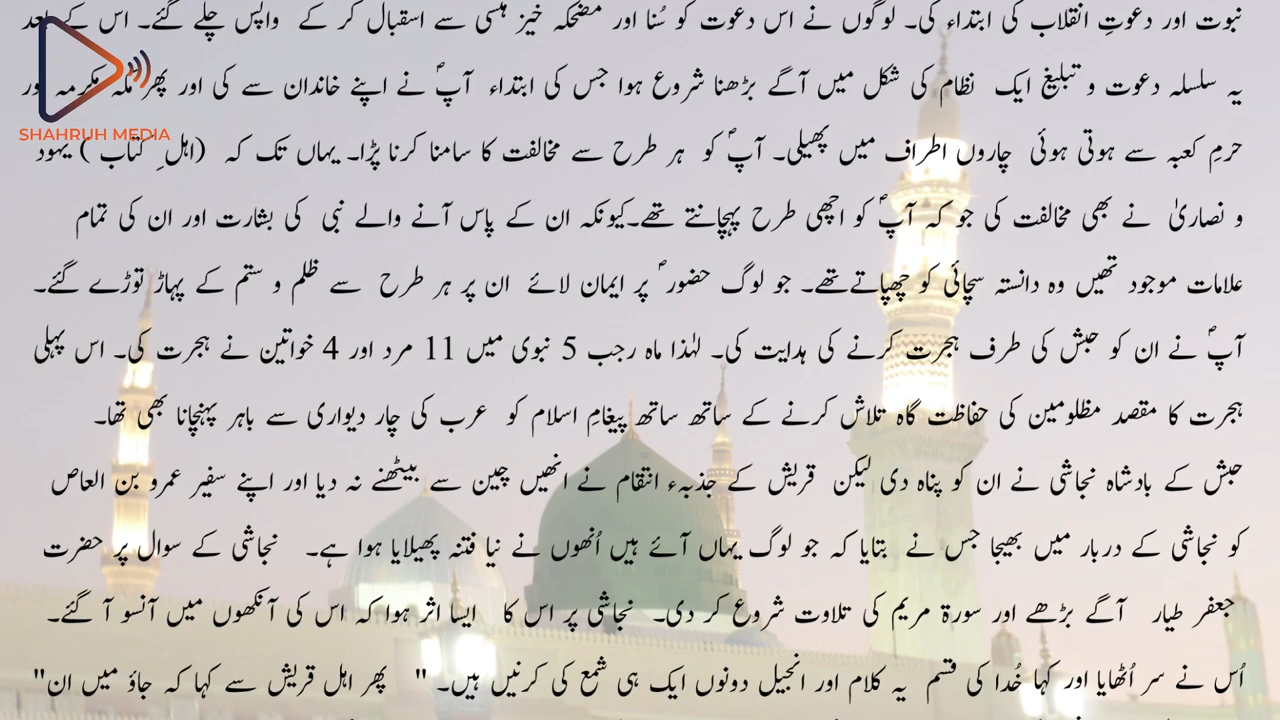 نبوت اور دعوتِ انقلاب کی ابتداء کی۔ لوگوں نے اس دعوت کو سُنا اور مضحکہ خیز ہنسی سے اسقبال کر کے واپس چلے گئے۔ اس کے بعد
یہ سلسلہ دعوت و تبلیغ ایک نظام کی شکل میں آگے بڑھنا شروع ہوا جس کی ابتداء آپؐ نے اپنے خاندان سے کی اور پھر مکہ مکرمہ اور
SHAHRUH MEDIA
حرمِ کعبہ سے ہوتی ہوئی چاروں اطراف میں پھیلی۔ آپؐ کو ہر طرح سے مخالفت کا سامنا کرنا پڑا۔ یہاں تک کہ (اہلِ کتاب ) یہود
و نصاریٰ نے بھی مخالفت کی جو کہ آپؐ کو اچھی طرح پہچانتے تھے۔کیونکہ ان کے پاس آنے والے نبی کی بشارت اور ان کی تمام
علامات موجود تھیں وہ دانستہ سچائی کو چھپاتےتھے۔ جو لوگ حضورؐ پر ایمان لائے ان پر ہر طرح سے ظلم و ستم کے پہاڑ توڑے گئے۔
آپؐ نے ان کو حبش کی طرف ہجرت کرنے کی ہدایت کی۔ لہٰذا ماہ رجب 5 نبوی میں 11 مرد اور 4 خواتین نے ہجرت کی۔ اس پہلی
ہجرت کا مقصد مظلومین کی حفاظت گاہ تلاش کرنے کے ساتھ ساتھ پیغامِ اسلام کو عرب کی چار دیواری سے باہر پہنچانا بھی تھا۔
حبش کے بادشاہ نجاشی نے ان کو پناہ دی لیکن قریش کے جذبہء انتقام نے انھیں چین سے بیٹھنے نہ دیا اور اپنے سفیر عمرو بن العاص
کو نجاشی کے دربار میں بھیجا جس نے بتایا کہ جو لوگ یہاں آئے ہیں اُنھوں نے نیا فتنہ پھیلایا ہوا ہے۔ نجاشی کے سوال پر حضرت
جعفر طیار آگے بڑھے اور سورۃ مریم کی تلاوت شروع کر دی۔ نجاشی پر اس کا ایسا اثر ہوا کہ اس کی آنکھوں میں آنسو آ گئے۔
اُس نے سر اُٹھایا اور کہا خُدا کی قسم یہ کلام اور انجیل دونوں ایک ہی شمع کی کرنیں ہیں۔ " پھر اہل قریش سے کہا کہ جاؤ میں ان"